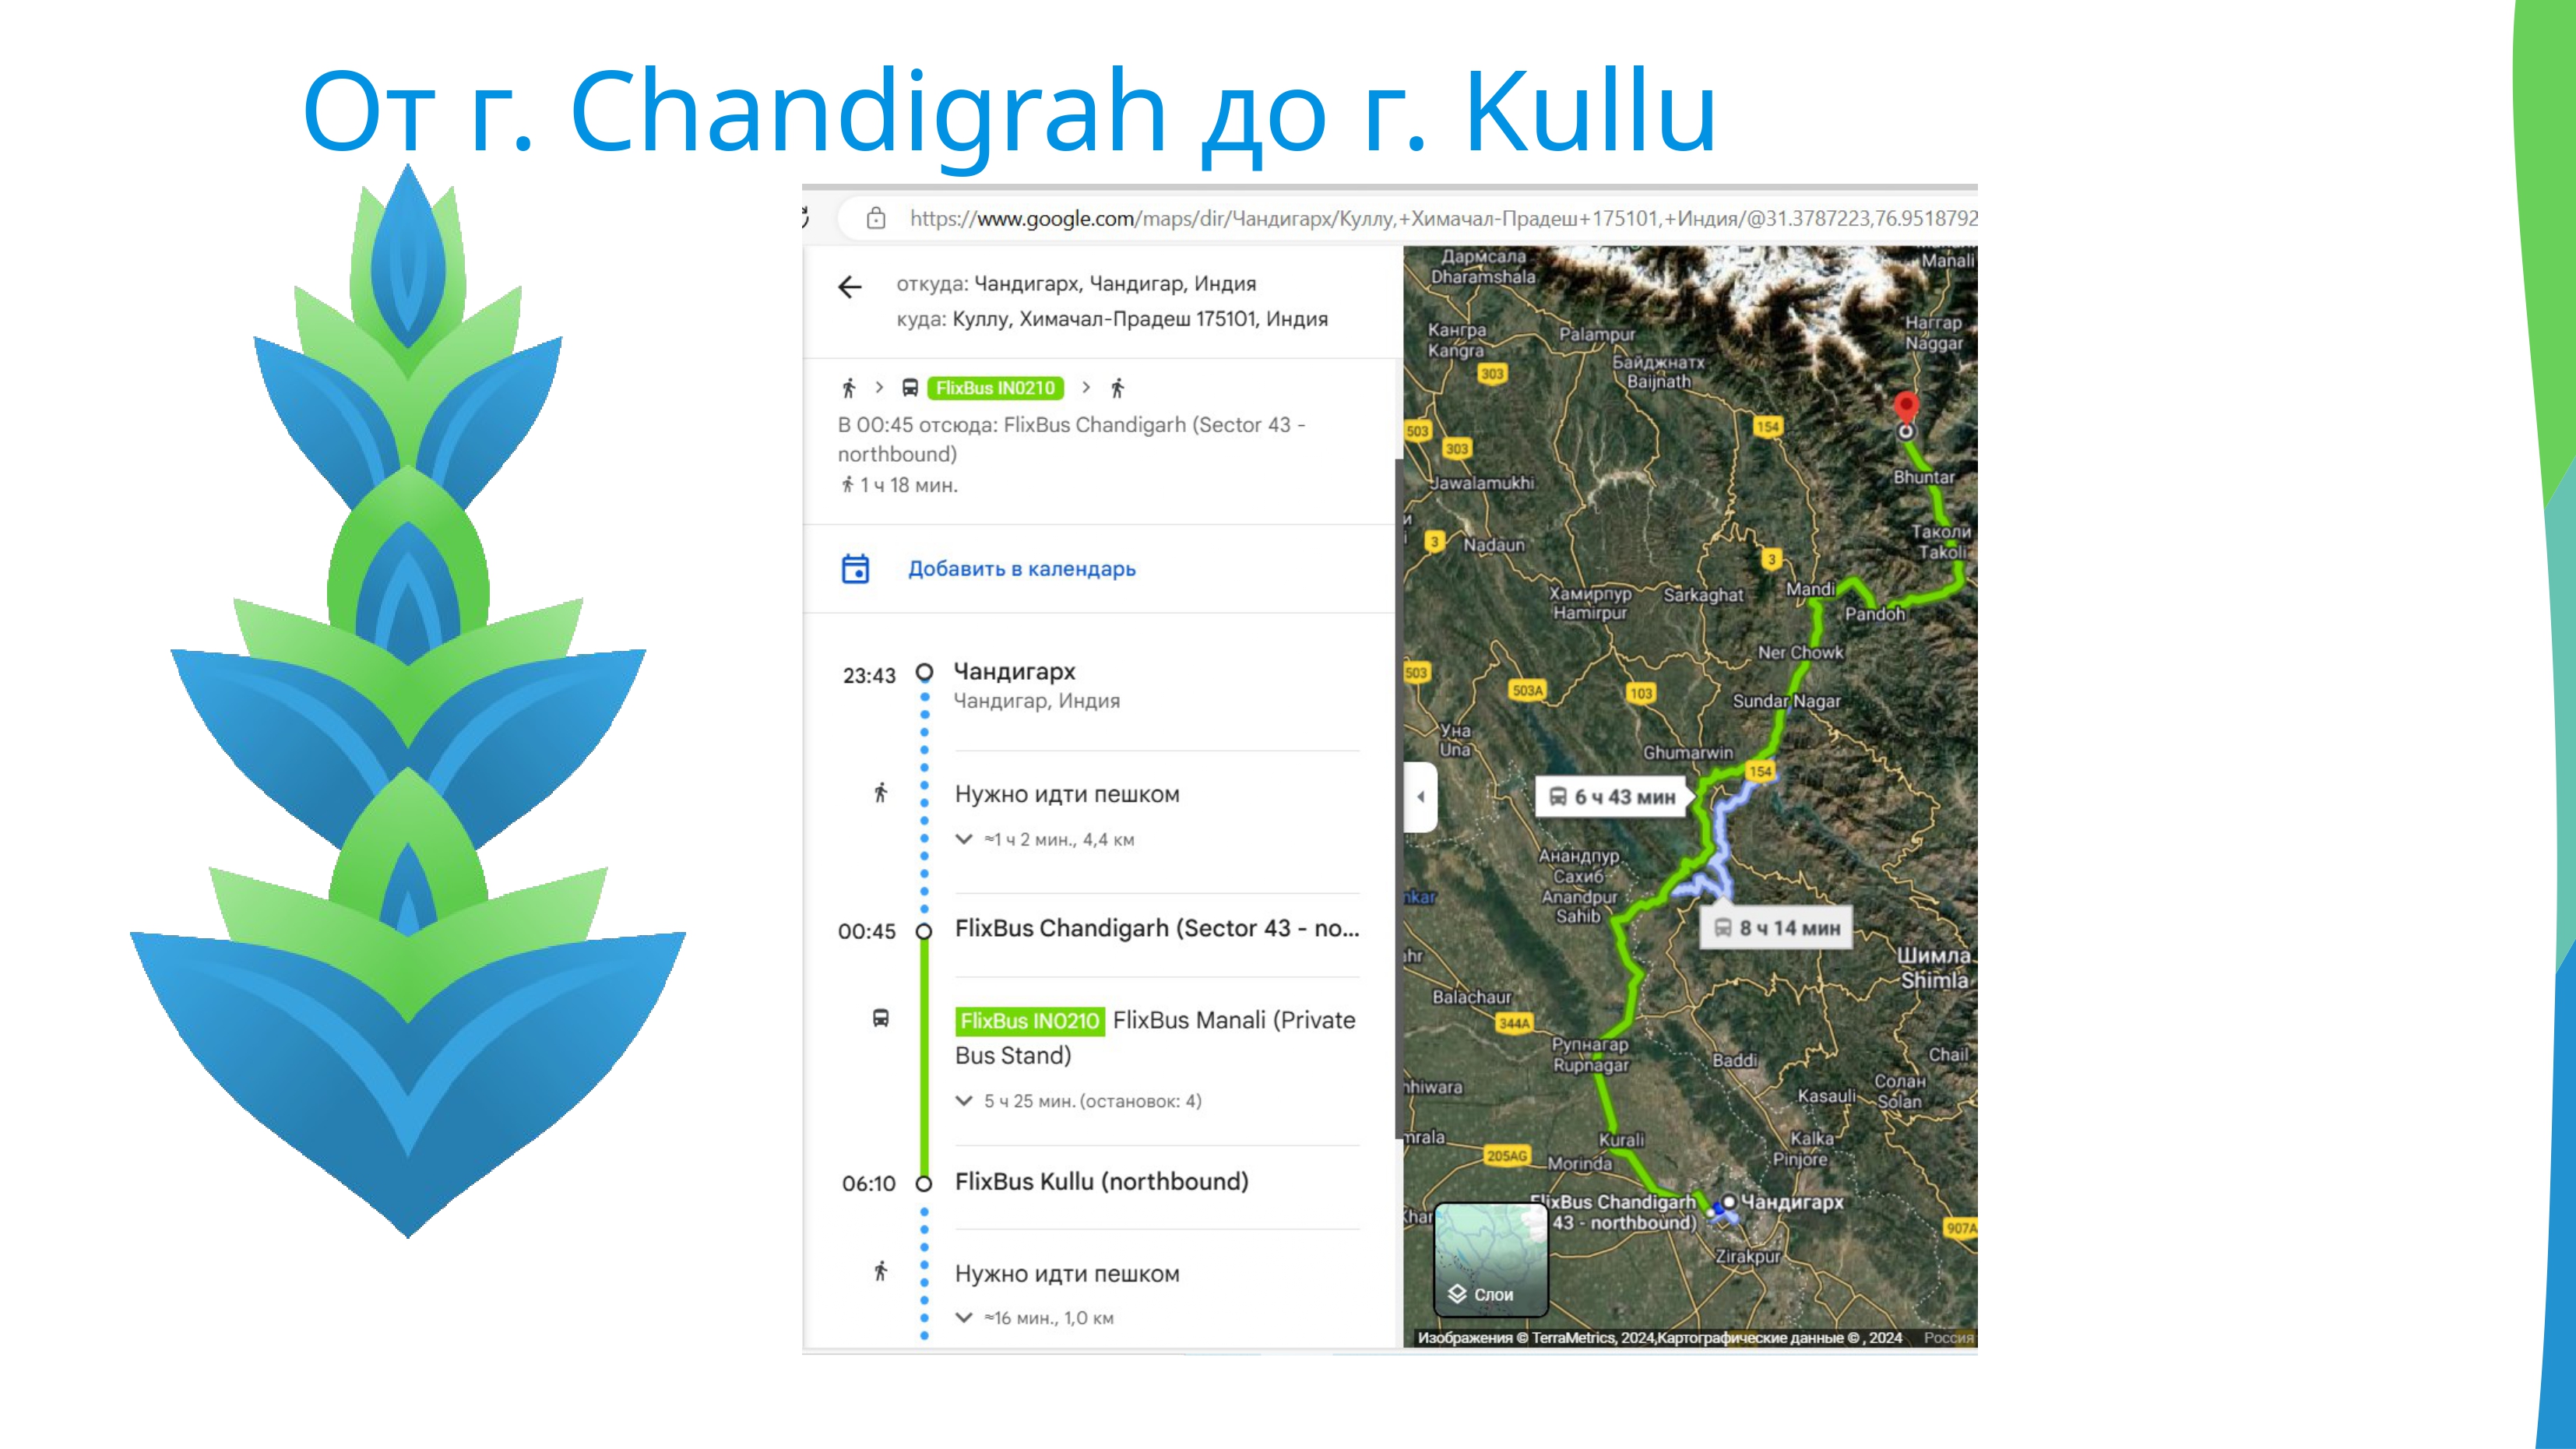 От г. Chandigrah до г. Kullu
https://www.google.com/maps/dir/Чандигарх/Куллу,+Химачал-Прадеш+175101,+Индия/@31.3787223,76.9518792
откуда: Чандигарх, Чандигар, Индия
куда: Куллу, Химачал-Прадеш 175101, Индия
FlixBus IN0210
В 00:45 отсюда: FlixBus Chandigarh (Sector 43 -
northbound)
1 ч 18 мин.
Добавить в календарь
23:43 Чандигарх
Чандигар, Индия
Нужно идти пешком
≈1 ч 2 мин., 4,4 км
00:45 FlixBus Chandigarh (Sector 43 - no...
FlixBus IN0210 FlixBus Manali (Private
Bus Stand)
5 ч 25 мин. (остановок: 4)
06:10 FlixBus Kullu (northbound)
Нужно идти пешком
≈16 мин., 1,0 км
Дармсала
Dharamshala
Manali
Кангра
Kangra
Palampur
Наггар
Naggar
Байджнатх
Baijnath
303
154
503
303
Bhuntar
Jawalamukhi
3
Nadaun
Таколи
Takoli
3
Хамирпур
Hamirpur
Sarkaghat
Mandi
Pandoh
Ner Chowk
503
503A
103
Sundar Nagar
Уна
Una
Ghumarwin
154
6 ч 43 мин
Анандпур
Сахиб
Anandpur
Sahib
nkar
8 ч 14 мин
ahr
Шимла
Shimla
Balachaur
344A
Рупнагар
Rupnagar
Baddi
Chail
hhiwara
Солан
Solan
Kasauli
mrala
Kurali
Kalka
Pinjore
205AG
Morinda
FlixBus Chandigarh
43 - northbound)
Чандигарх
Khar
907A
Zirakpur
Слои
Изображения © TerraMetrics, 2024,Картографические данные © , 2024 Россия